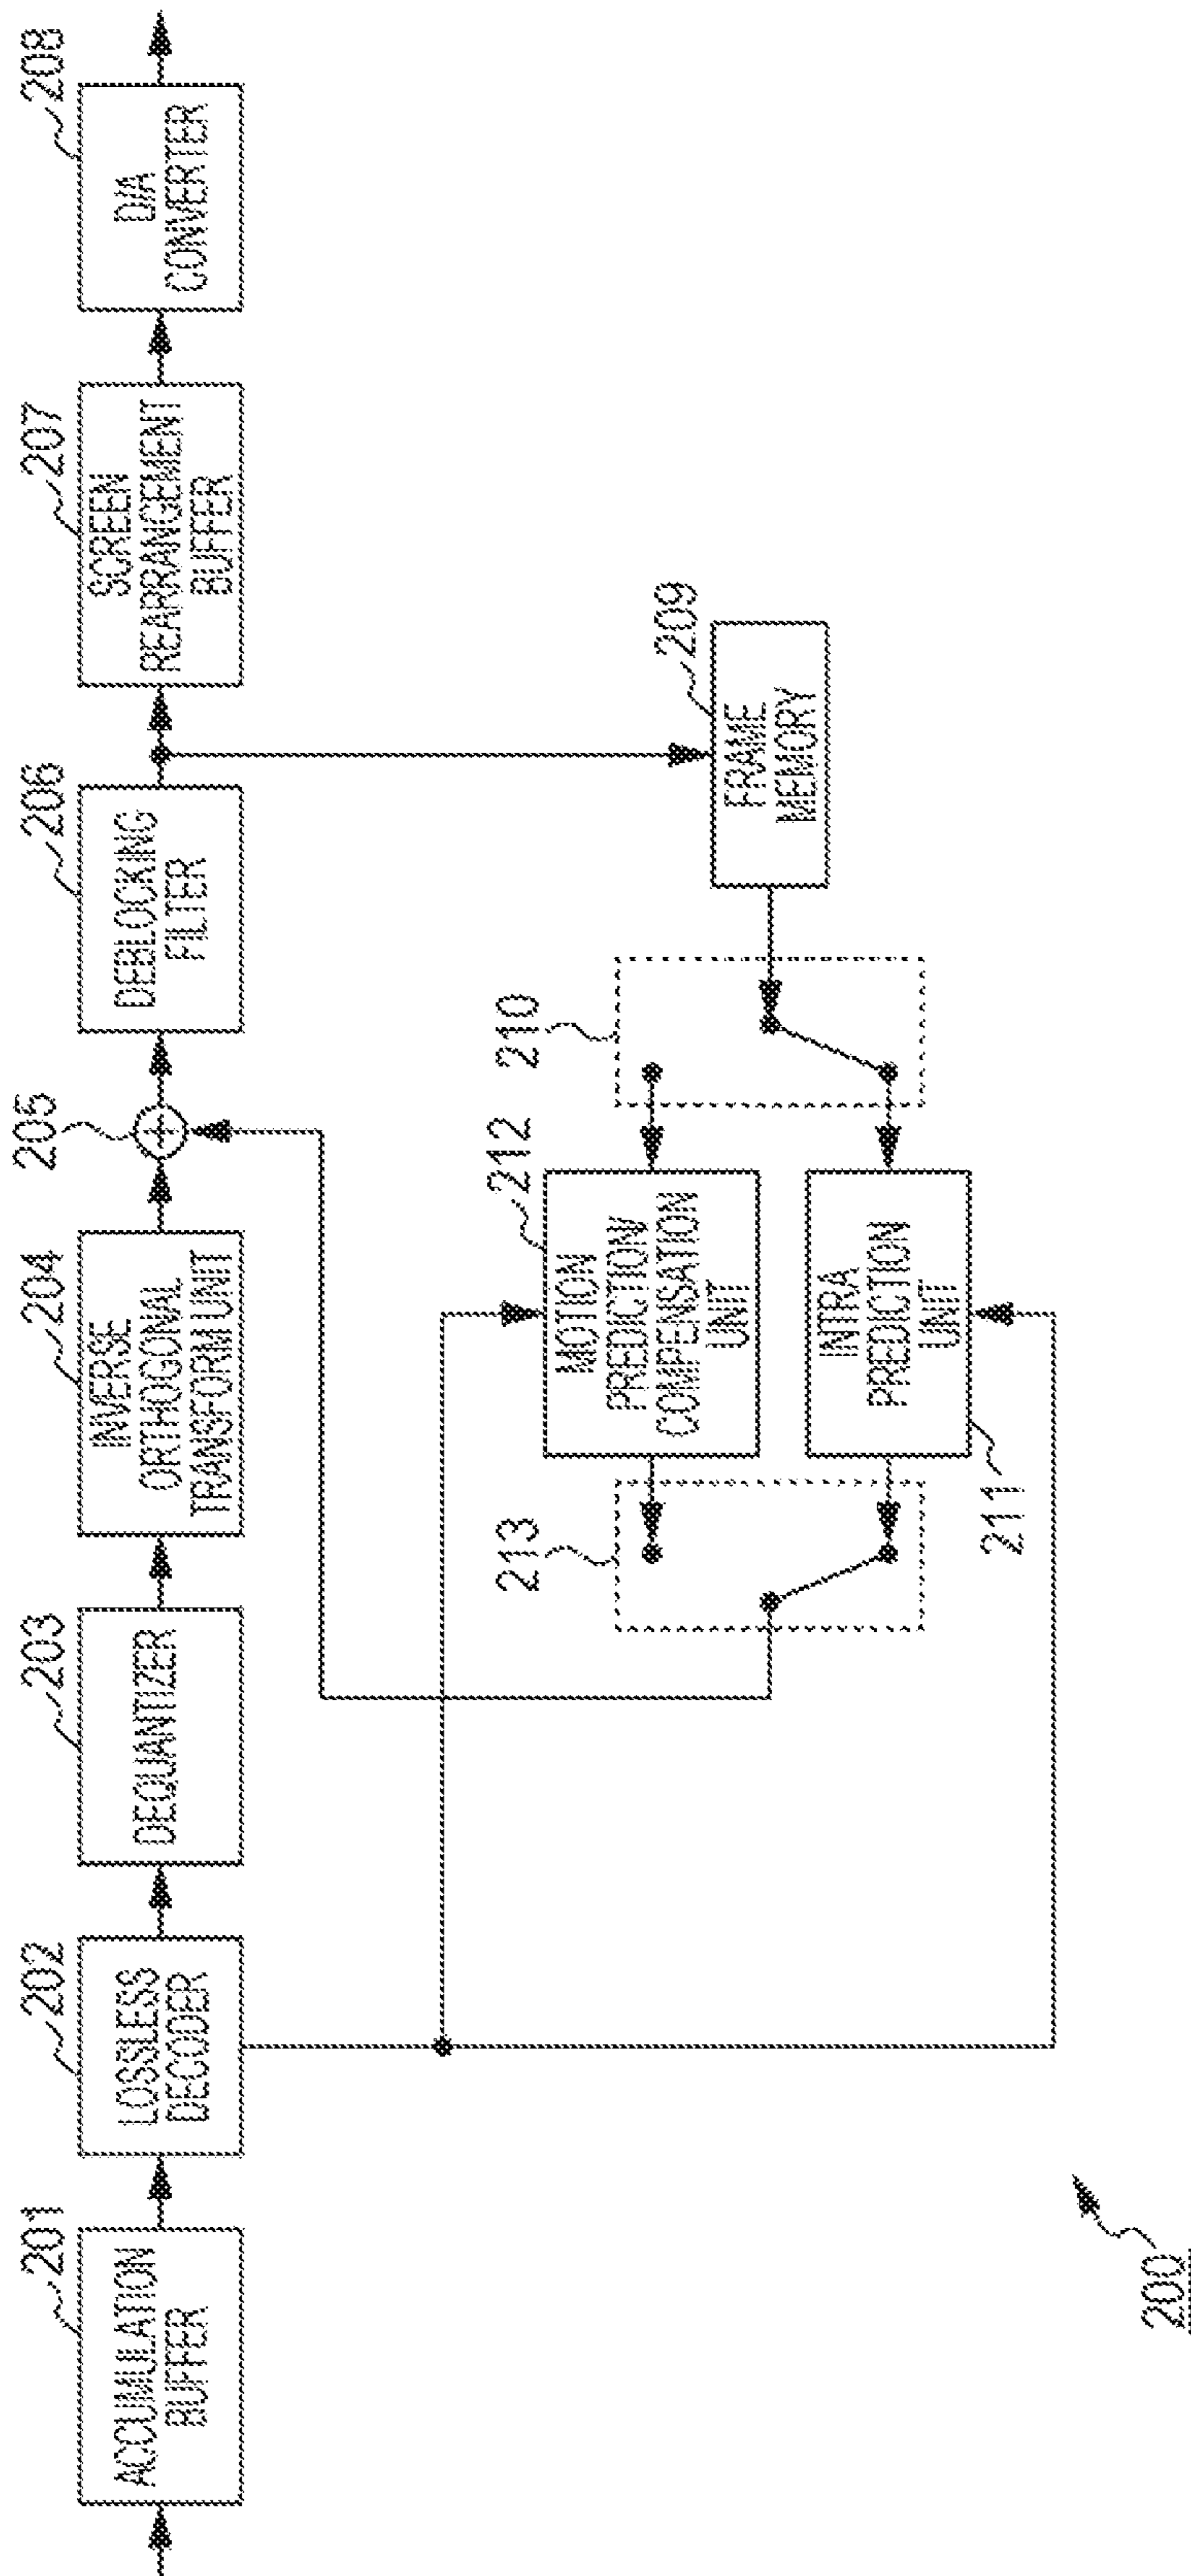 201
ACCUMULATION
BUFFER
202
LOSSLESS
DECODER
203
DEQUANTIZER
204
INVERSE
ORTHOGONAL
TRANSFORM UNIT
205
206
DEBLOCKING
FILTER
207
SCREEN
REARRANGEMENT
BUFFER
208
D/A
CONVERTER
209
FRAME
MEMORY
210
212
MOTION
PREDICTION/
COMPENSATION
UNIT
213
INTRA
PREDICTION
UNIT
211
200